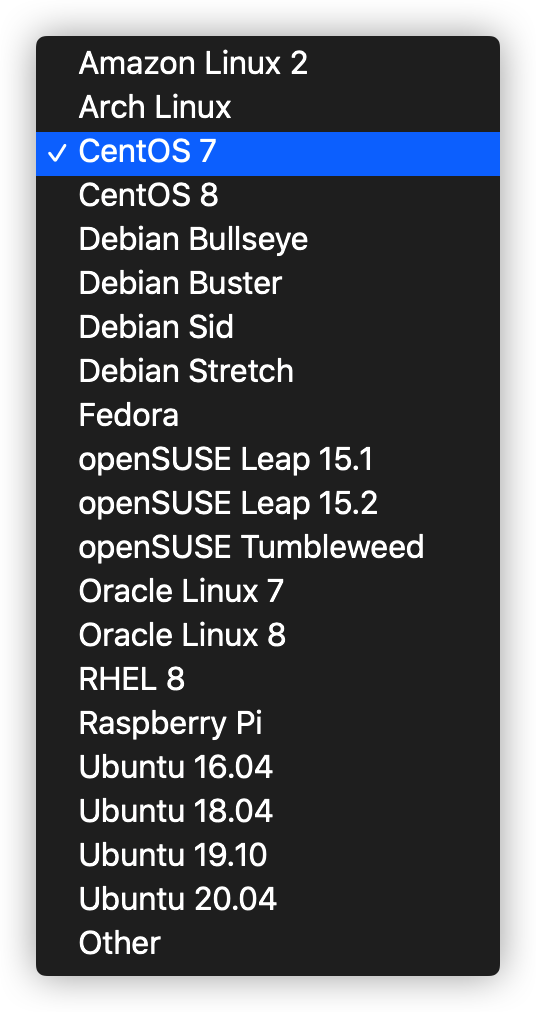 Amazon Linux 2
Arch Linux
✓ CentOS 7
CentOS 8
Debian Bullseye
Debian Buster
Debian Sid
Debian Stretch
Fedora
openSUSE Leap 15.1
openSUSE Leap 15.2
openSUSE Tumbleweed
Oracle Linux 7
Oracle Linux 8
RHEL 8
Raspberry Pi
Ubuntu 16.04
Ubuntu 18.04
Ubuntu 19.10
Ubuntu 20.04
Other